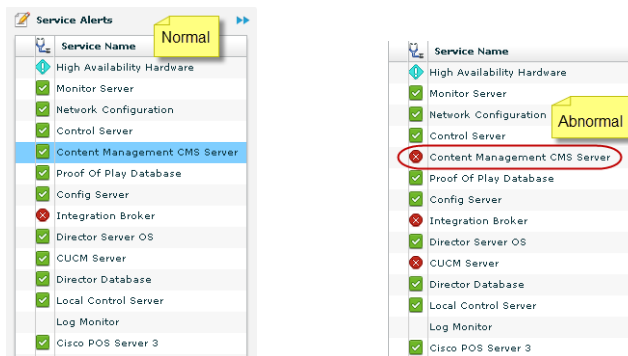 Service Alerts
Normal
Service Name
High Availability Hardware
Monitor Server
Network Configuration
Control Server
Content Management CMS Server
Proof Of Play Database
Config Server
Integration Broker
Director Server OS
CUCM Server
Director Database
Local Control Server
Log Monitor
Cisco POS Server 3
Service Name
High Availability Hardware
Monitor Server
Network Configuration
Abnormal
Control Server
Content Management CMS Server
Proof Of Play Database
Config Server
Integration Broker
Director Server OS
CUCM Server
Director Database
Local Control Server
Log Monitor
Cisco POS Server 3